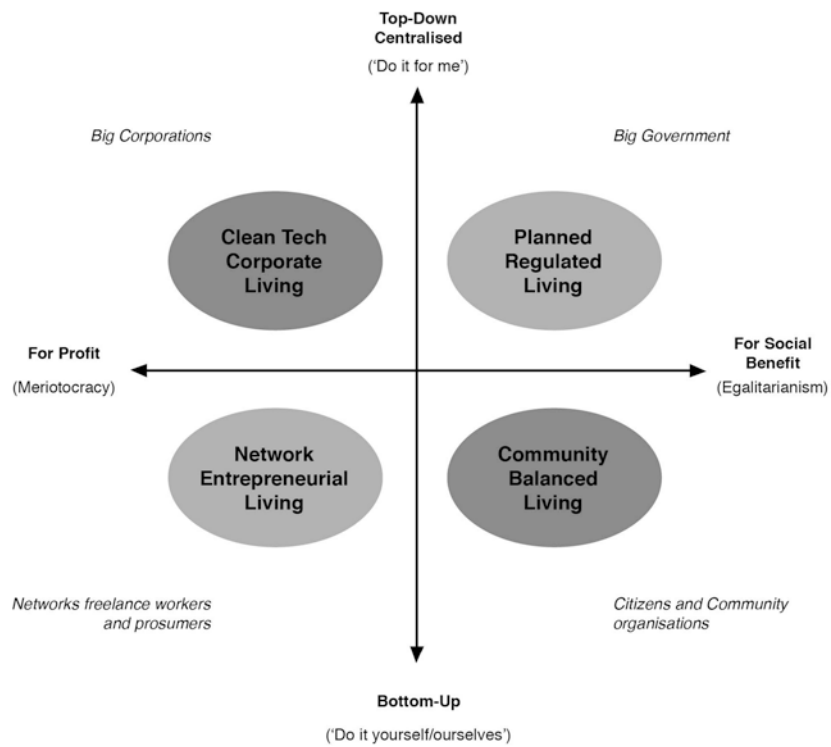 Top-Down
Centralised
('Do it for me')
Big Corporations
Big Government
Clean Tech
Corporate
Living
Planned
Regulated
Living
For Profit
(Meriotocracy)
For Social
Benefit
(Egalitarianism)
Network
Entrepreneurial
Living
Community
Balanced
Living
Networks freelance workers
and prosumers
Citizens and Community
organisations
Bottom-Up
('Do it yourself/ourselves')